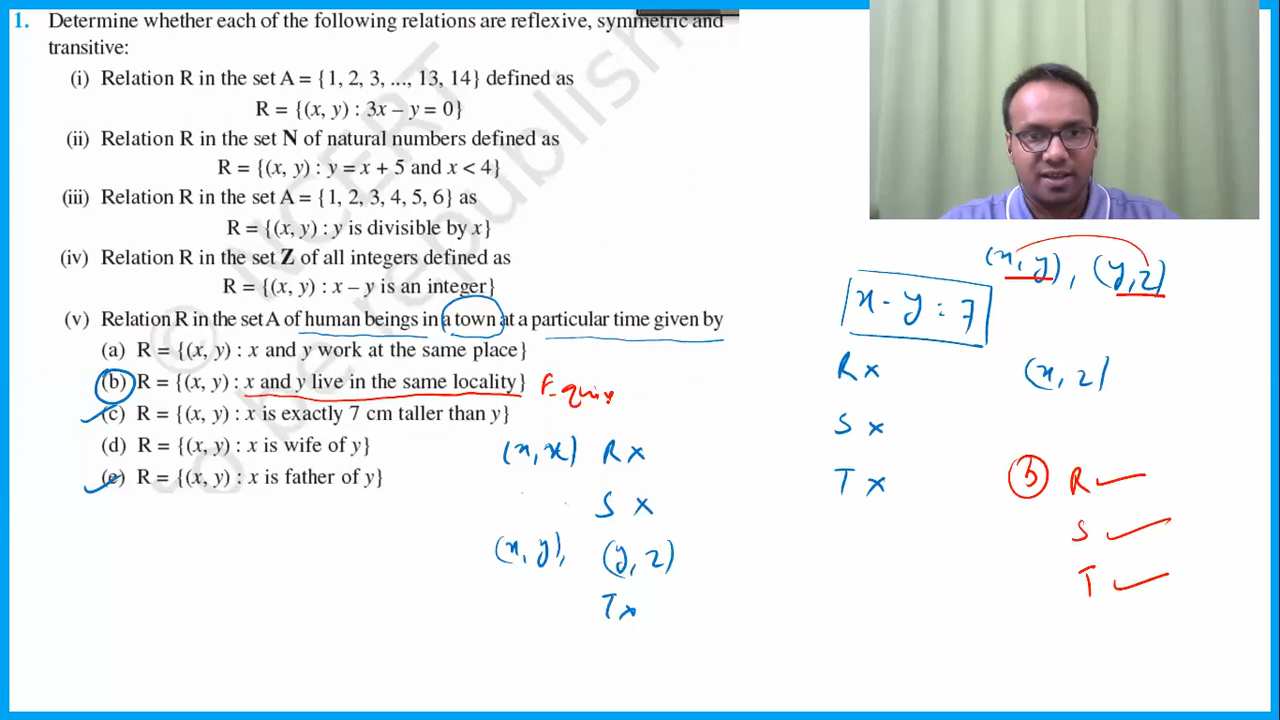 1. Determine whether each of the following relations are reflexive, symmetric and
transitive:
(i) Relation R in the set A = {1, 2, 3, ..., 13, 14} defined as
R = {(x, y) : 3x – y = 0}
(ii) Relation R in the set N of natural numbers defined as
R = {(x, y) : y = x + 5 and x < 4}
(iii) Relation R in the set A = {1, 2, 3, 4, 5, 6} as
R = {(x, y) : y is divisible by x}
(iv) Relation R in the set Z of all integers defined as
R = {(x, y) : x – y is an integer}
(v) Relation R in the set A of human beings in a town at a particular time given by
(a) R = {(x, y) : x and y work at the same place}
(b) R = {(x, y) : x and y live in the same locality}
(c) R = {(x, y) : x is exactly 7 cm taller than y}
(d) R = {(x, y) : x is wife of y}
(e) R = {(x, y) : x is father of y}
© NCERT
to be republish
(x, x) R ×
S ×
(x, y), (y, z)
T ×
x - y = 7
R ×
S ×
T ×
(x, y), (y, z)
(x, z)
R ✓
S ✓
T ✓